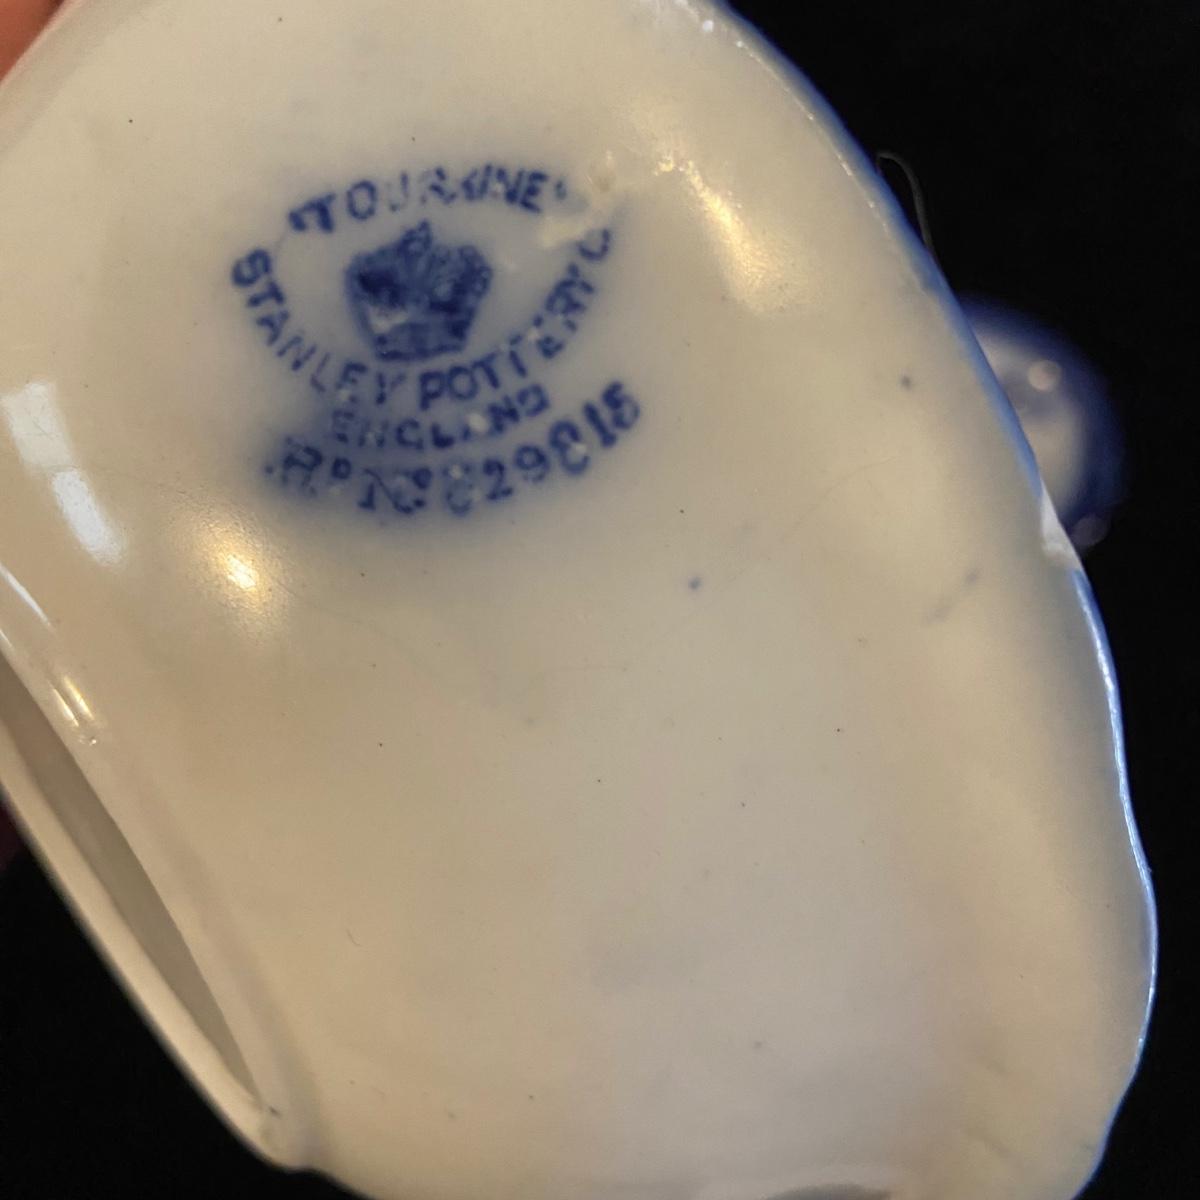 "TOURAINE"
STANLEY POTTERY C
ENGLAND
Rᴰ Nᵒ 329815